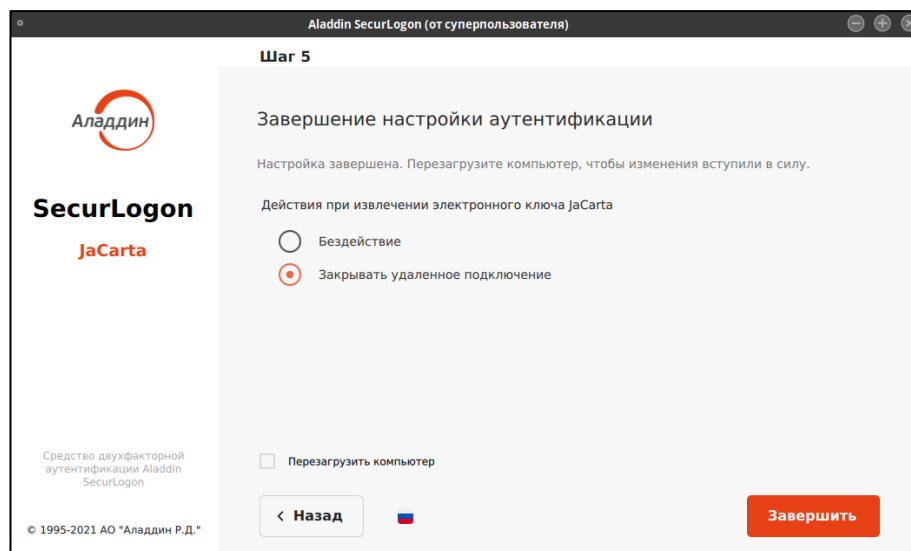 Aladdin SecurLogon (от суперпользователя)
Шаг 5
Аладдин
SecurLogon
JaCarta
Завершение настройки аутентификации
Настройка завершена. Перезагрузите компьютер, чтобы изменения вступили в силу.
Действия при извлечении электронного ключа JaCarta
Бездействие
Закрывать удаленное подключение
Средство двухфакторной
аутентификации Aladdin
SecurLogon
© 1995-2021 АО "Аладдин Р.Д."
Перезагрузить компьютер
< Назад
Завершить